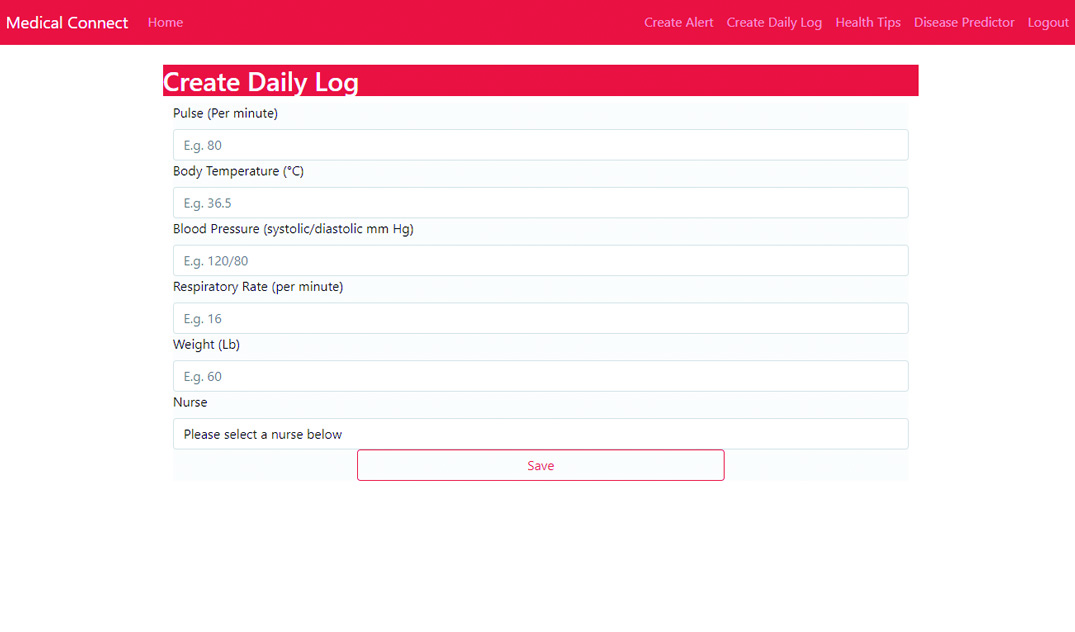 Medical Connect Home Create Alert Create Daily Log Health Tips Disease Predictor Logout
Create Daily Log
Pulse (Per minute)
E.g. 80
Body Temperature (°C)
E.g. 36.5
Blood Pressure (systolic/diastolic mm Hg)
E.g. 120/80
Respiratory Rate (per minute)
E.g. 16
Weight (Lb)
E.g. 60
Nurse
Please select a nurse below
Save